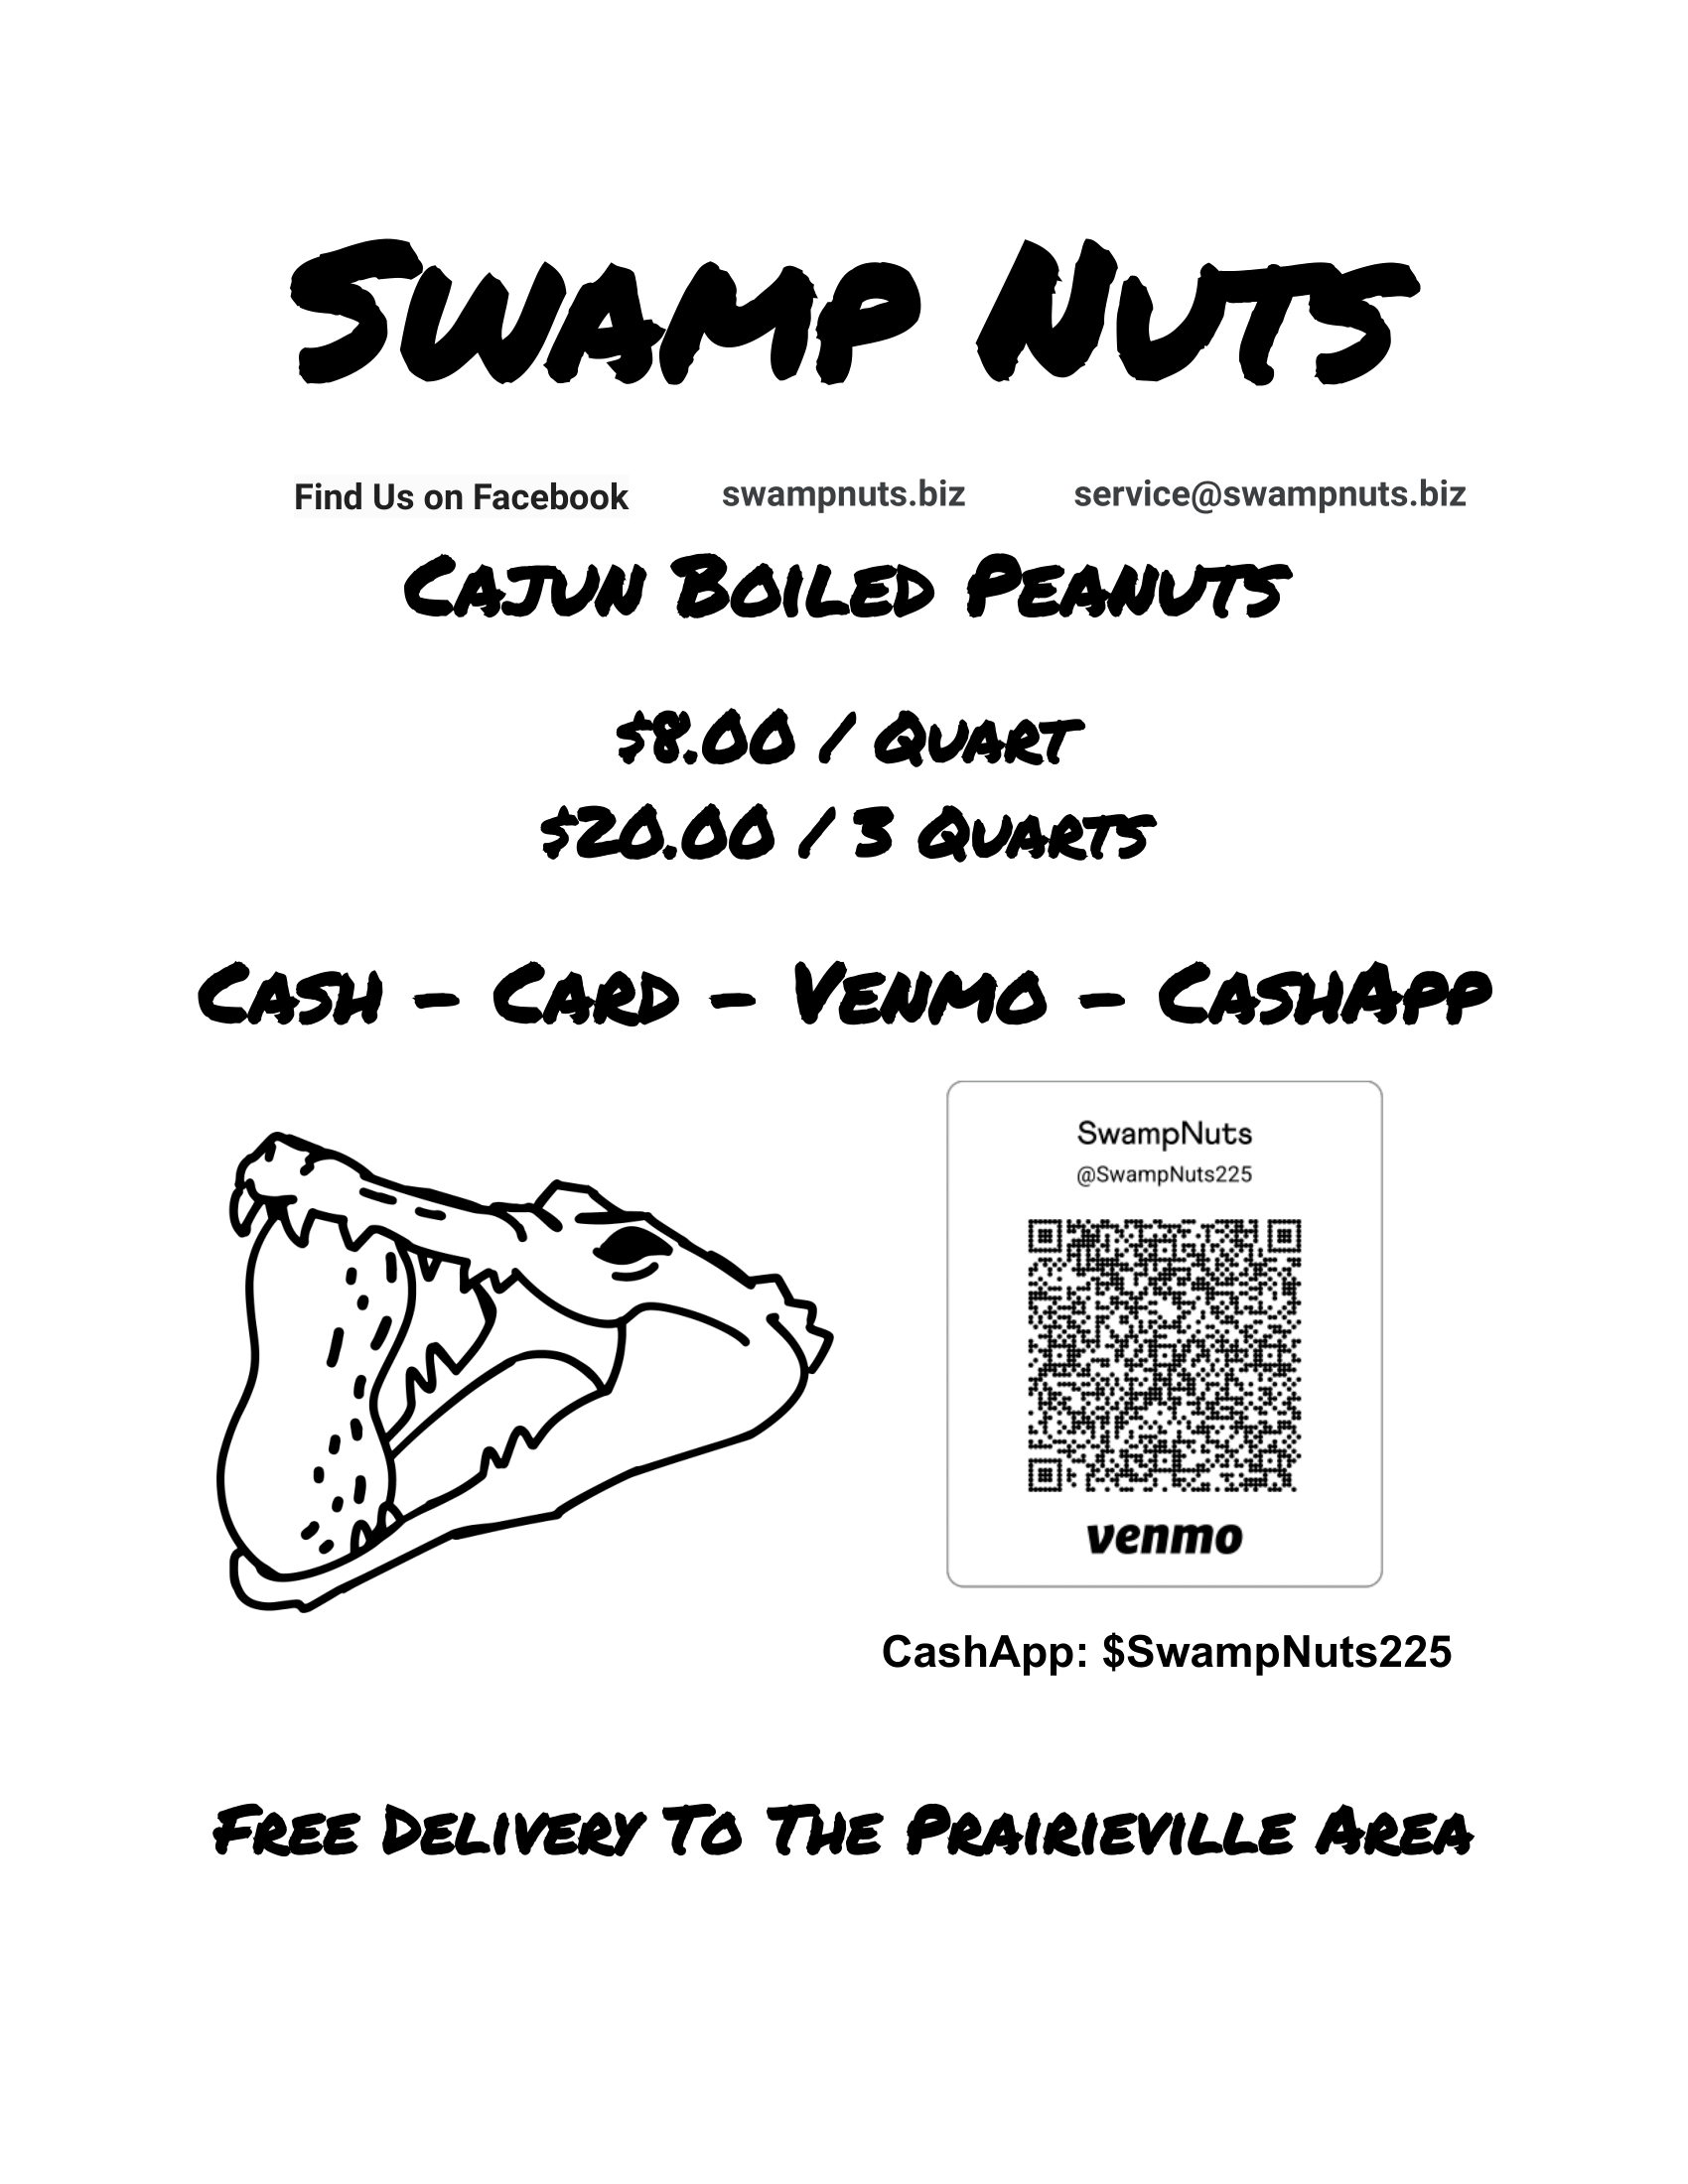 Swamp Nuts
Find Us on Facebook swampnuts.biz service@swampnuts.biz
Cajun Boiled Peanuts
$8.00 / Quart
$20.00 / 3 Quarts
Cash - Card - Venmo - CashApp
SwampNuts
@SwampNuts225
venmo
CashApp: $SwampNuts225
Free Delivery To The Prairieville Area